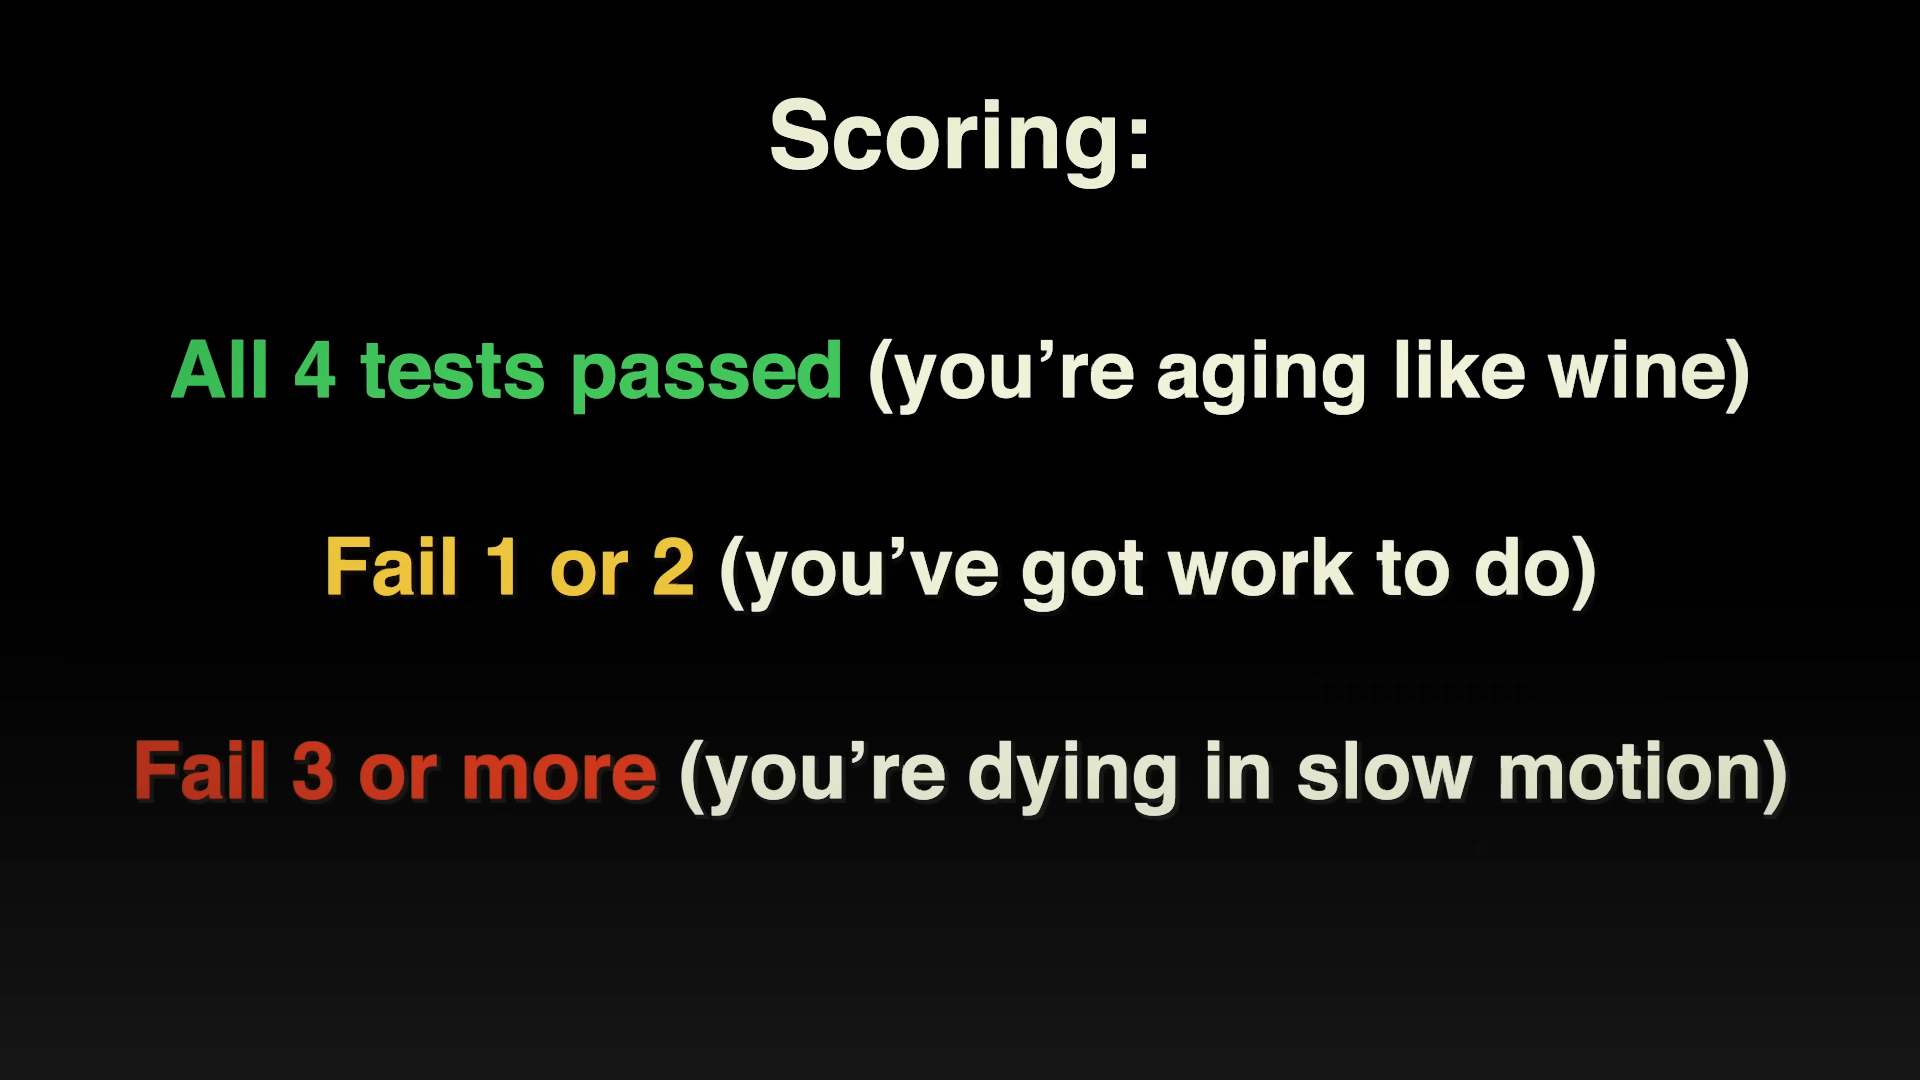 Scoring:
All 4 tests passed (you’re aging like wine)
Fail 1 or 2 (you’ve got work to do)
Fail 3 or more (you’re dying in slow motion)